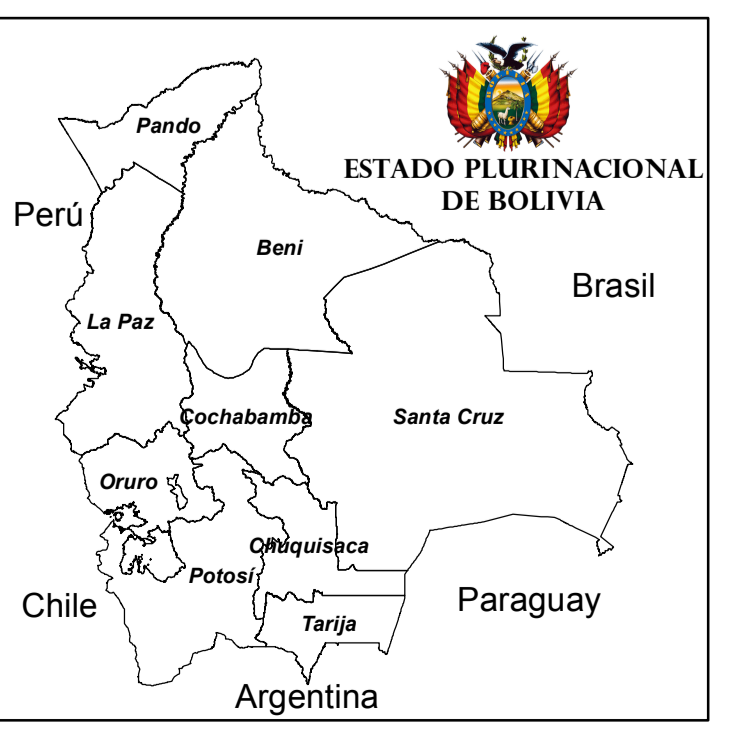 Pando
ESTADO PLURINACIONAL
DE BOLIVIA
Perú
Beni
Brasil
La Paz
Cochabamba
Santa Cruz
Oruro
Chuquisaca
Potosí
Chile
Paraguay
Tarija
Argentina